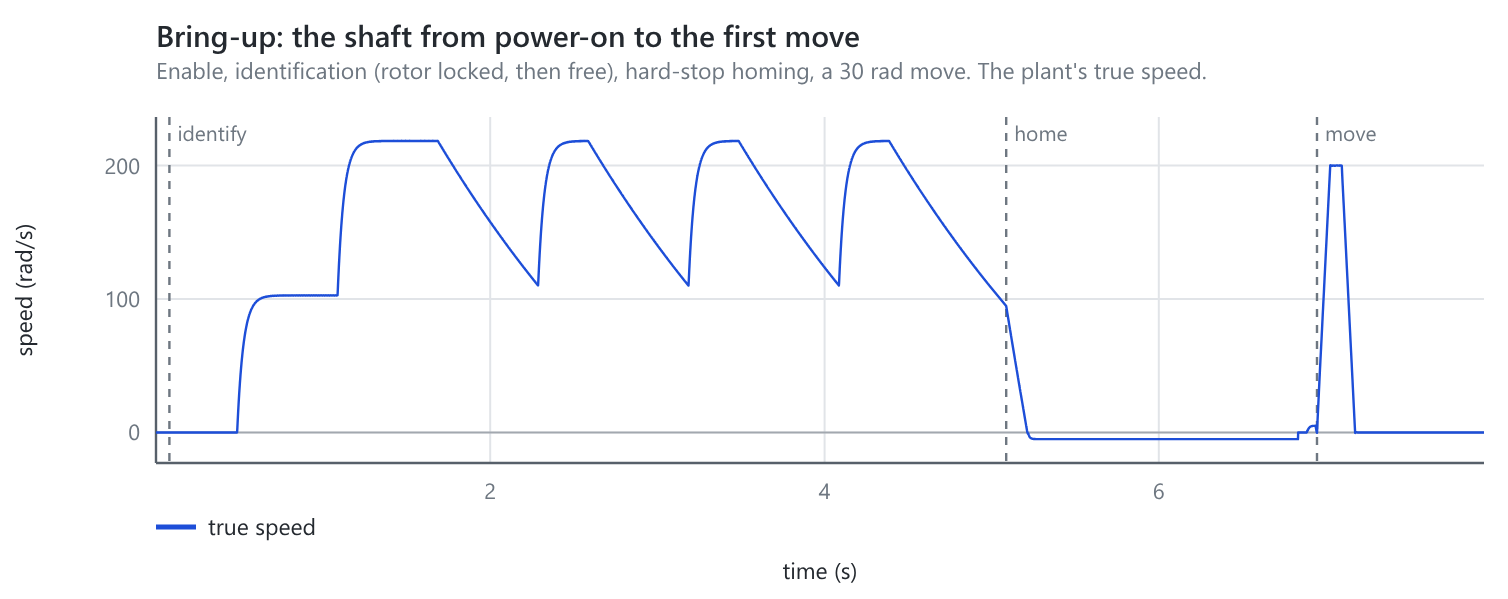 Bring-up: the shaft from power-on to the first move
Enable, identification (rotor locked, then free), hard-stop homing, a 30 rad move. The plant's true speed.
identify
home
move
200
100
0
speed (rad/s)
2
4
6
true speed
time (s)